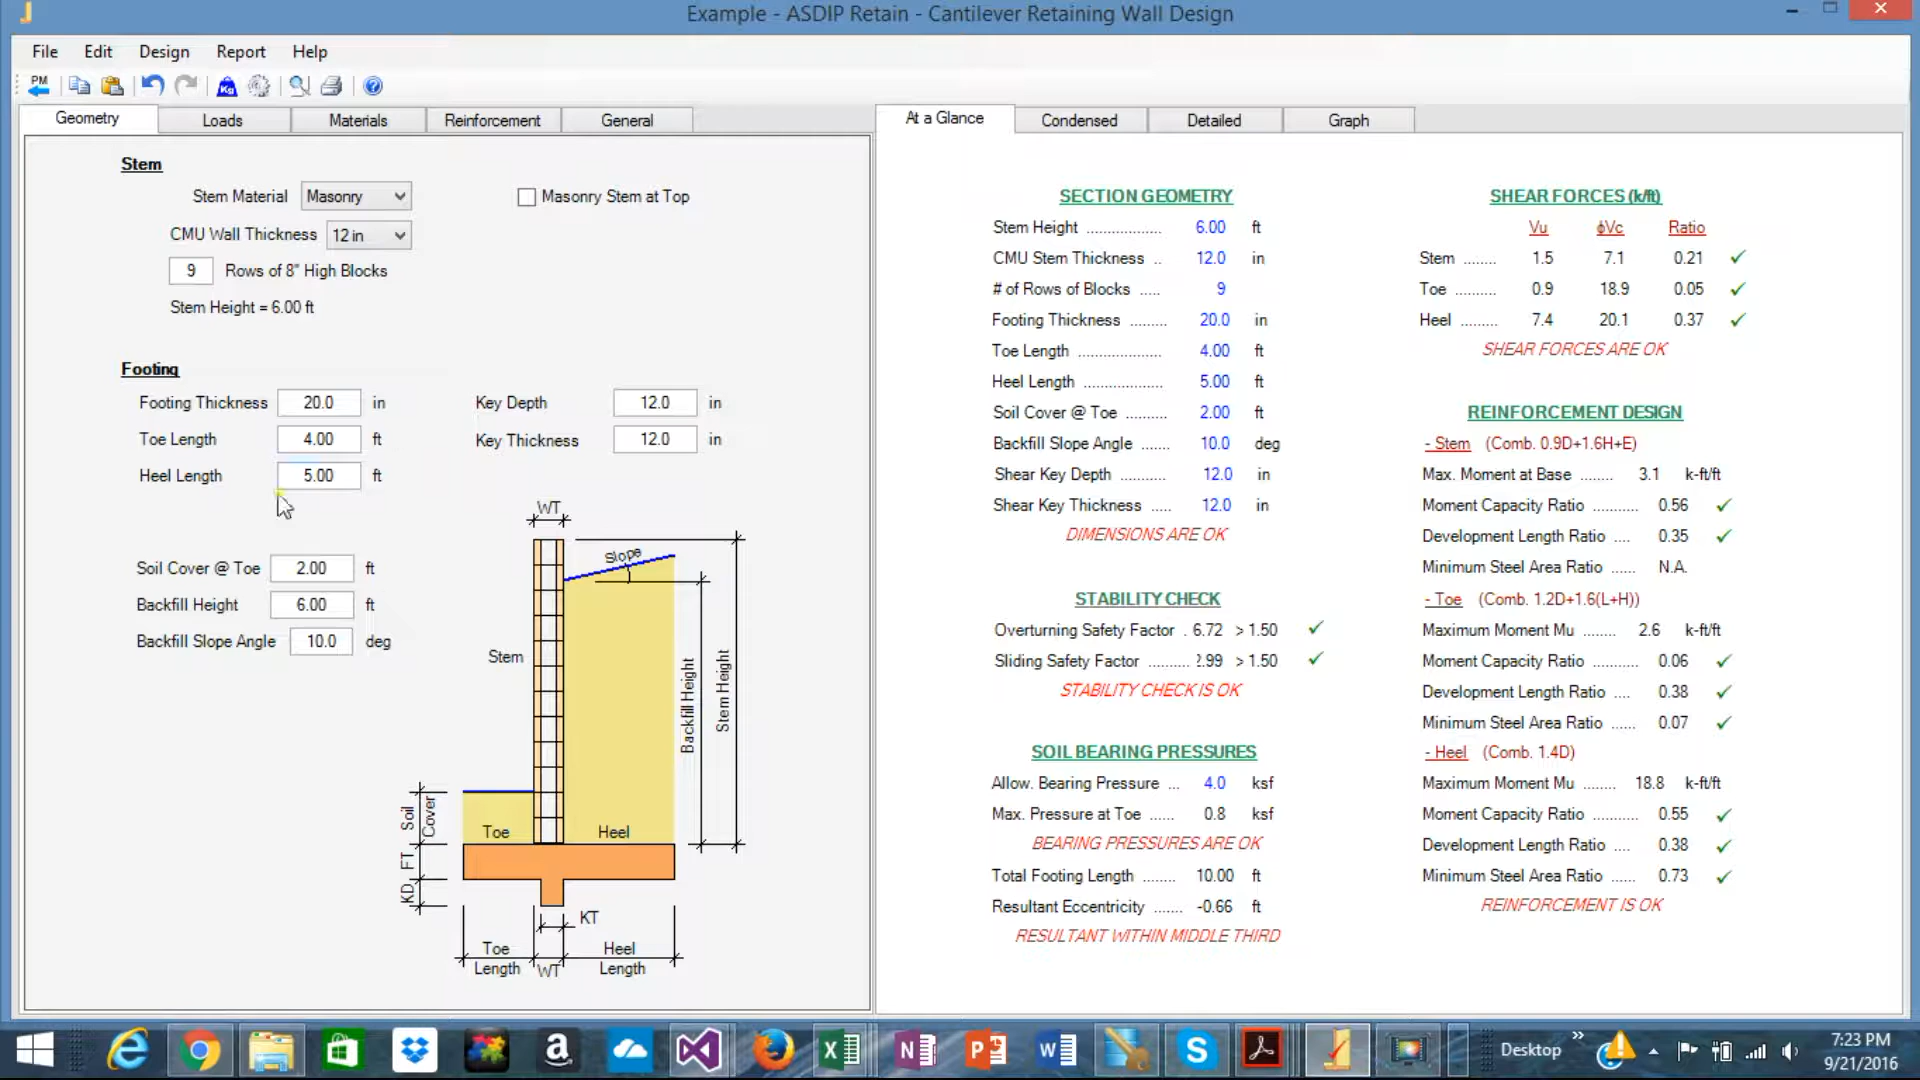 Example - ASDIP Retain - Cantilever Retaining Wall Design
File Edit Design Report Help
PM
Kg
Geometry Loads Materials Reinforcement General
Stem
Stem Material Masonry
Masonry Stem at Top
CMU Wall Thickness 12 in
9 Rows of 8" High Blocks
Stem Height = 6.00 ft
Footing
Footing Thickness 20.0 in
Key Depth 12.0 in
Toe Length 4.00 ft
Key Thickness 12.0 in
Heel Length 5.00 ft
Soil Cover @ Toe 2.00 ft
Backfill Height 6.00 ft
Backfill Slope Angle 10.0 deg
WT
Slope
Stem
Backfill Height
Stem Height
Soil Cover
Toe
Heel
FT
KD
KT
Toe Length
WT
Heel Length
At a Glance Condensed Detailed Graph
SECTION GEOMETRY
Stem Height ................. 6.00 ft
CMU Stem Thickness .. 12.0 in
# of Rows of Blocks ..... 9
Footing Thickness ......... 20.0 in
Toe Length .................... 4.00 ft
Heel Length ................... 5.00 ft
Soil Cover @ Toe .......... 2.00 ft
Backfill Slope Angle ....... 10.0 deg
Shear Key Depth ........... 12.0 in
Shear Key Thickness ..... 12.0 in
DIMENSIONS ARE OK
STABILITY CHECK
Overturning Safety Factor . 6.72 > 1.50 ✓
Sliding Safety Factor .......... 2.99 > 1.50 ✓
STABILITY CHECK IS OK
SOIL BEARING PRESSURES
Allow. Bearing Pressure ... 4.0 ksf
Max. Pressure at Toe ...... 0.8 ksf
BEARING PRESSURES ARE OK
Total Footing Length ........ 10.00 ft
Resultant Eccentricity ....... -0.66 ft
RESULTANT WITHIN MIDDLE THIRD
SHEAR FORCES (k/ft)
Vu ϕVc Ratio
Stem ........ 1.5 7.1 0.21 ✓
Toe .......... 0.9 18.9 0.05 ✓
Heel ......... 7.4 20.1 0.37 ✓
SHEAR FORCES ARE OK
REINFORCEMENT DESIGN
- Stem (Comb. 0.9D+1.6H+E)
Max. Moment at Base ........ 3.1 k-ft/ft
Moment Capacity Ratio ........... 0.56 ✓
Development Length Ratio .... 0.35 ✓
Minimum Steel Area Ratio ...... N.A.
- Toe (Comb. 1.2D+1.6(L+H))
Maximum Moment Mu ........ 2.6 k-ft/ft
Moment Capacity Ratio ........... 0.06 ✓
Development Length Ratio .... 0.38 ✓
Minimum Steel Area Ratio ...... 0.07 ✓
- Heel (Comb. 1.4D)
Maximum Moment Mu ........ 18.8 k-ft/ft
Moment Capacity Ratio ........... 0.55 ✓
Development Length Ratio .... 0.38 ✓
Minimum Steel Area Ratio ...... 0.73 ✓
REINFORCEMENT IS OK
Desktop
7:23 PM
9/21/2016